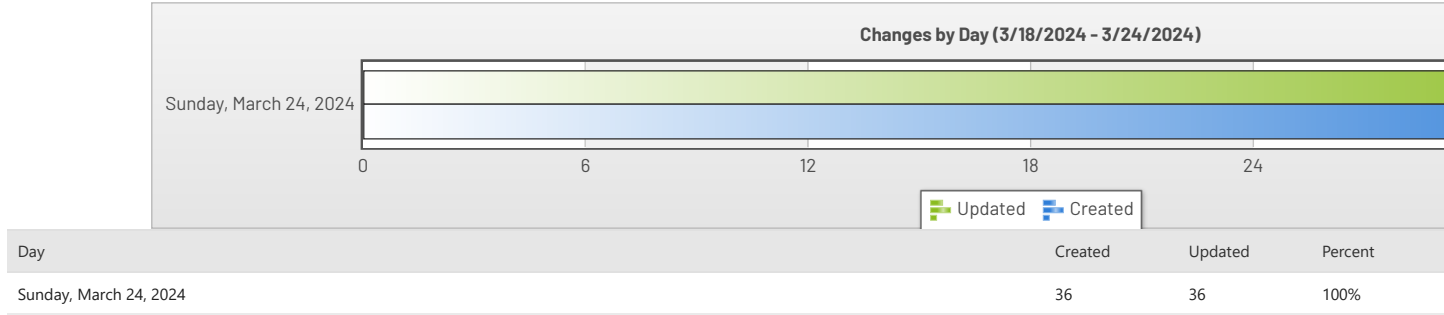 Changes by Day (3/18/2024 - 3/24/2024)
Sunday, March 24, 2024
0 6 12 18 24
Updated Created
Day Created Updated Percent
Sunday, March 24, 2024 36 36 100%